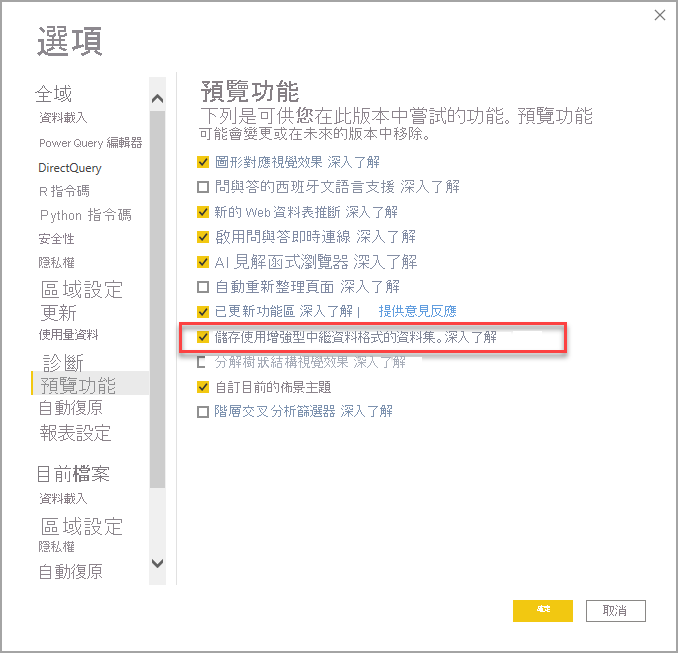 選項
全域
資料載入
Power Query 編輯器
DirectQuery
R 指令碼
Python 指令碼
安全性
隱私權
區域設定
更新
使用量資料
診斷
預覽功能
自動復原
報表設定
目前檔案
資料載入
區域設定
隱私權
自動復原
預覽功能
下列是可供您在此版本中嘗試的功能。預覽功能
可能會變更或在未來的版本中移除。
圖形對應視覺效果 深入了解
問與答的西班牙文語言支援 深入了解
新的 Web 資料表推斷 深入了解
啟用問與答即時連線 深入了解
AI 見解函式瀏覽器 深入了解
自動重新整理頁面 深入了解
已更新功能區 深入了解 | 提供意見反應
儲存使用增強型中繼資料格式的資料集。深入了解
分解樹狀結構視覺效果 深入了解
自訂目前的佈景主題
階層交叉分析篩選器 深入了解
確定
取消